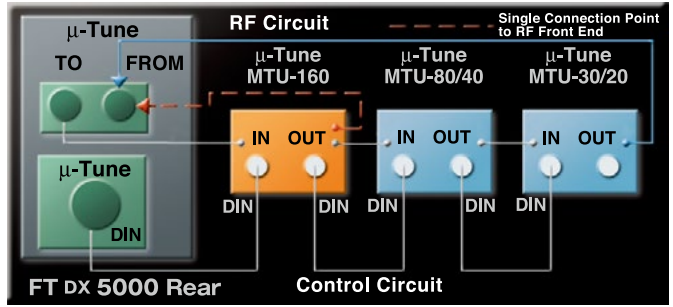 RF Circuit
Single Connection Point
to RF Front End
μ-Tune
TO FROM
μ-Tune
MTU-160
μ-Tune
MTU-80/40
μ-Tune
MTU-30/20
IN OUT
IN OUT
IN OUT
μ-Tune
DIN
DIN DIN
DIN DIN
DIN
FT DX 5000 Rear
Control Circuit